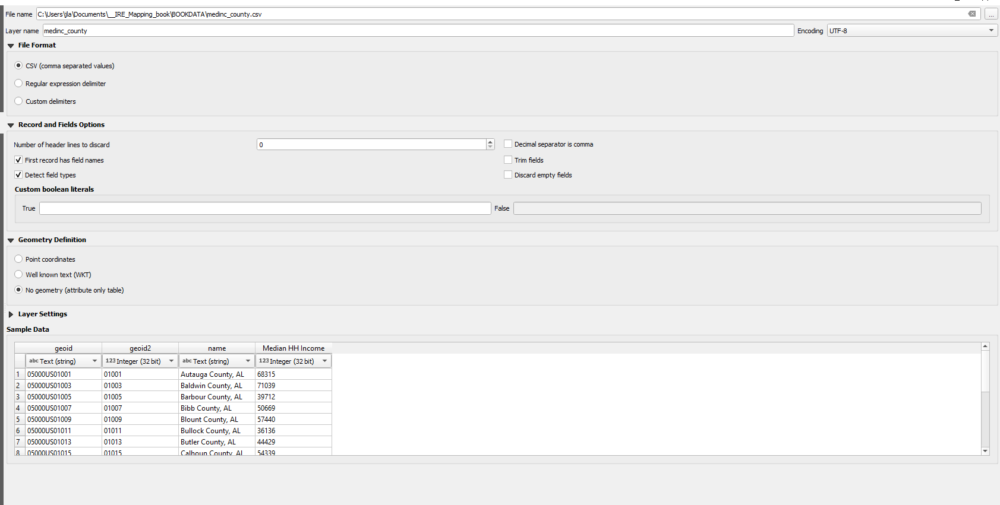 File name C:\Users\jla\Documents\__IRE_Mapping_book\BOOKDATA\medinc_county.csv ...
Layer name medinc_county Encoding UTF-8
File Format
CSV (comma separated values)
Regular expression delimiter
Custom delimiters
Record and Fields Options
Number of header lines to discard 0 Decimal separator is comma
First record has field names Trim fields
Detect field types Discard empty fields
Custom boolean literals
True False
Geometry Definition
Point coordinates
Well known text (WKT)
No geometry (attribute only table)
Layer Settings
Sample Data
geoid geoid2 name Median HH Income
abc Text (string) 123 Integer (32 bit) abc Text (string) 123 Integer (32 bit)
1 05000US01001 01001 Autauga County, AL 68315
2 05000US01003 01003 Baldwin County, AL 71039
3 05000US01005 01005 Barbour County, AL 39712
4 05000US01007 01007 Bibb County, AL 50669
5 05000US01009 01009 Blount County, AL 57440
6 05000US01011 01011 Bullock County, AL 36136
7 05000US01013 01013 Butler County, AL 44429
8 05000US01015 01015 Calhoun County, AL 54339